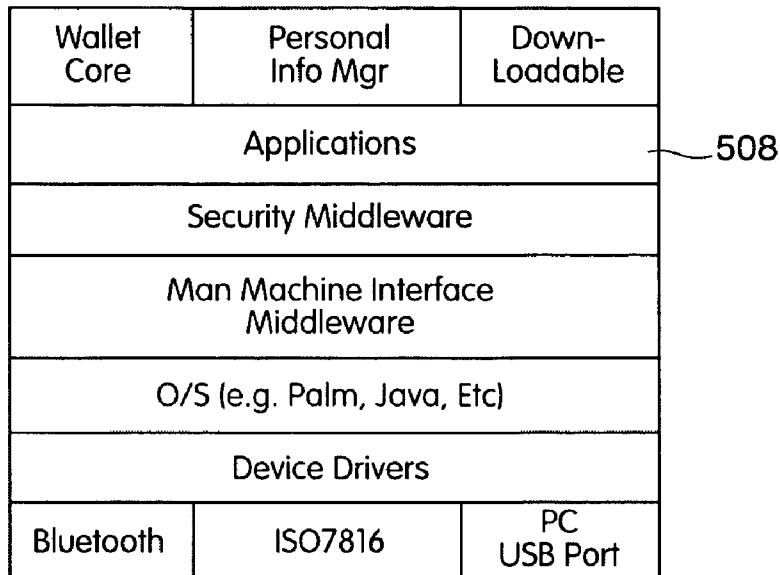 Wallet
Core
Personal
Info Mgr
Down-
Loadable
Applications
508
Security Middleware
Man Machine Interface
Middleware
O/S (e.g. Palm, Java, Etc)
Device Drivers
Bluetooth
ISO7816
PC
USB Port